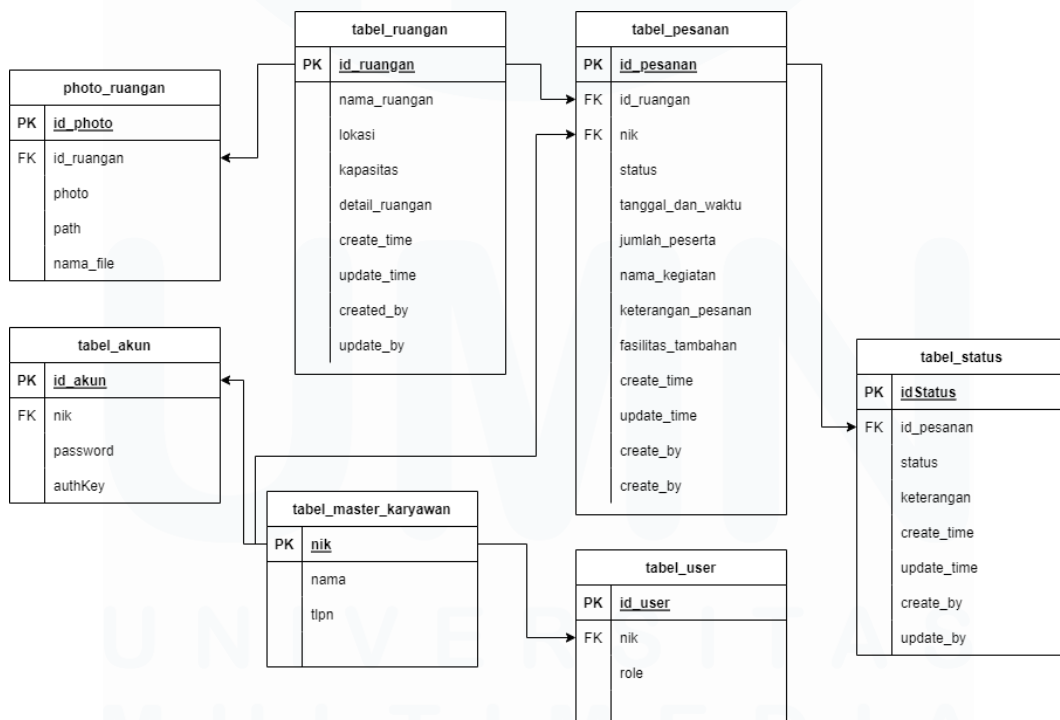 tabel_ruangan
PK id_ruangan
nama_ruangan
lokasi
kapasitas
detail_ruangan
create_time
update_time
created_by
update_by
tabel_pesanan
PK id_pesanan
FK id_ruangan
FK nik
status
tanggal_dan_waktu
jumlah_peserta
nama_kegiatan
keterangan_pesanan
fasilitas_tambahan
create_time
update_time
create_by
create_by
photo_ruangan
PK id_photo
FK id_ruangan
photo
path
nama_file
tabel_akun
PK id_akun
FK nik
password
authKey
tabel_status
PK idStatus
FK id_pesanan
status
keterangan
create_time
update_time
create_by
update_by
tabel_master_karyawan
PK nik
nama
tlpn
tabel_user
PK id_user
FK nik
role
UMN
UNIVERSITAS
MULTIMEDIA